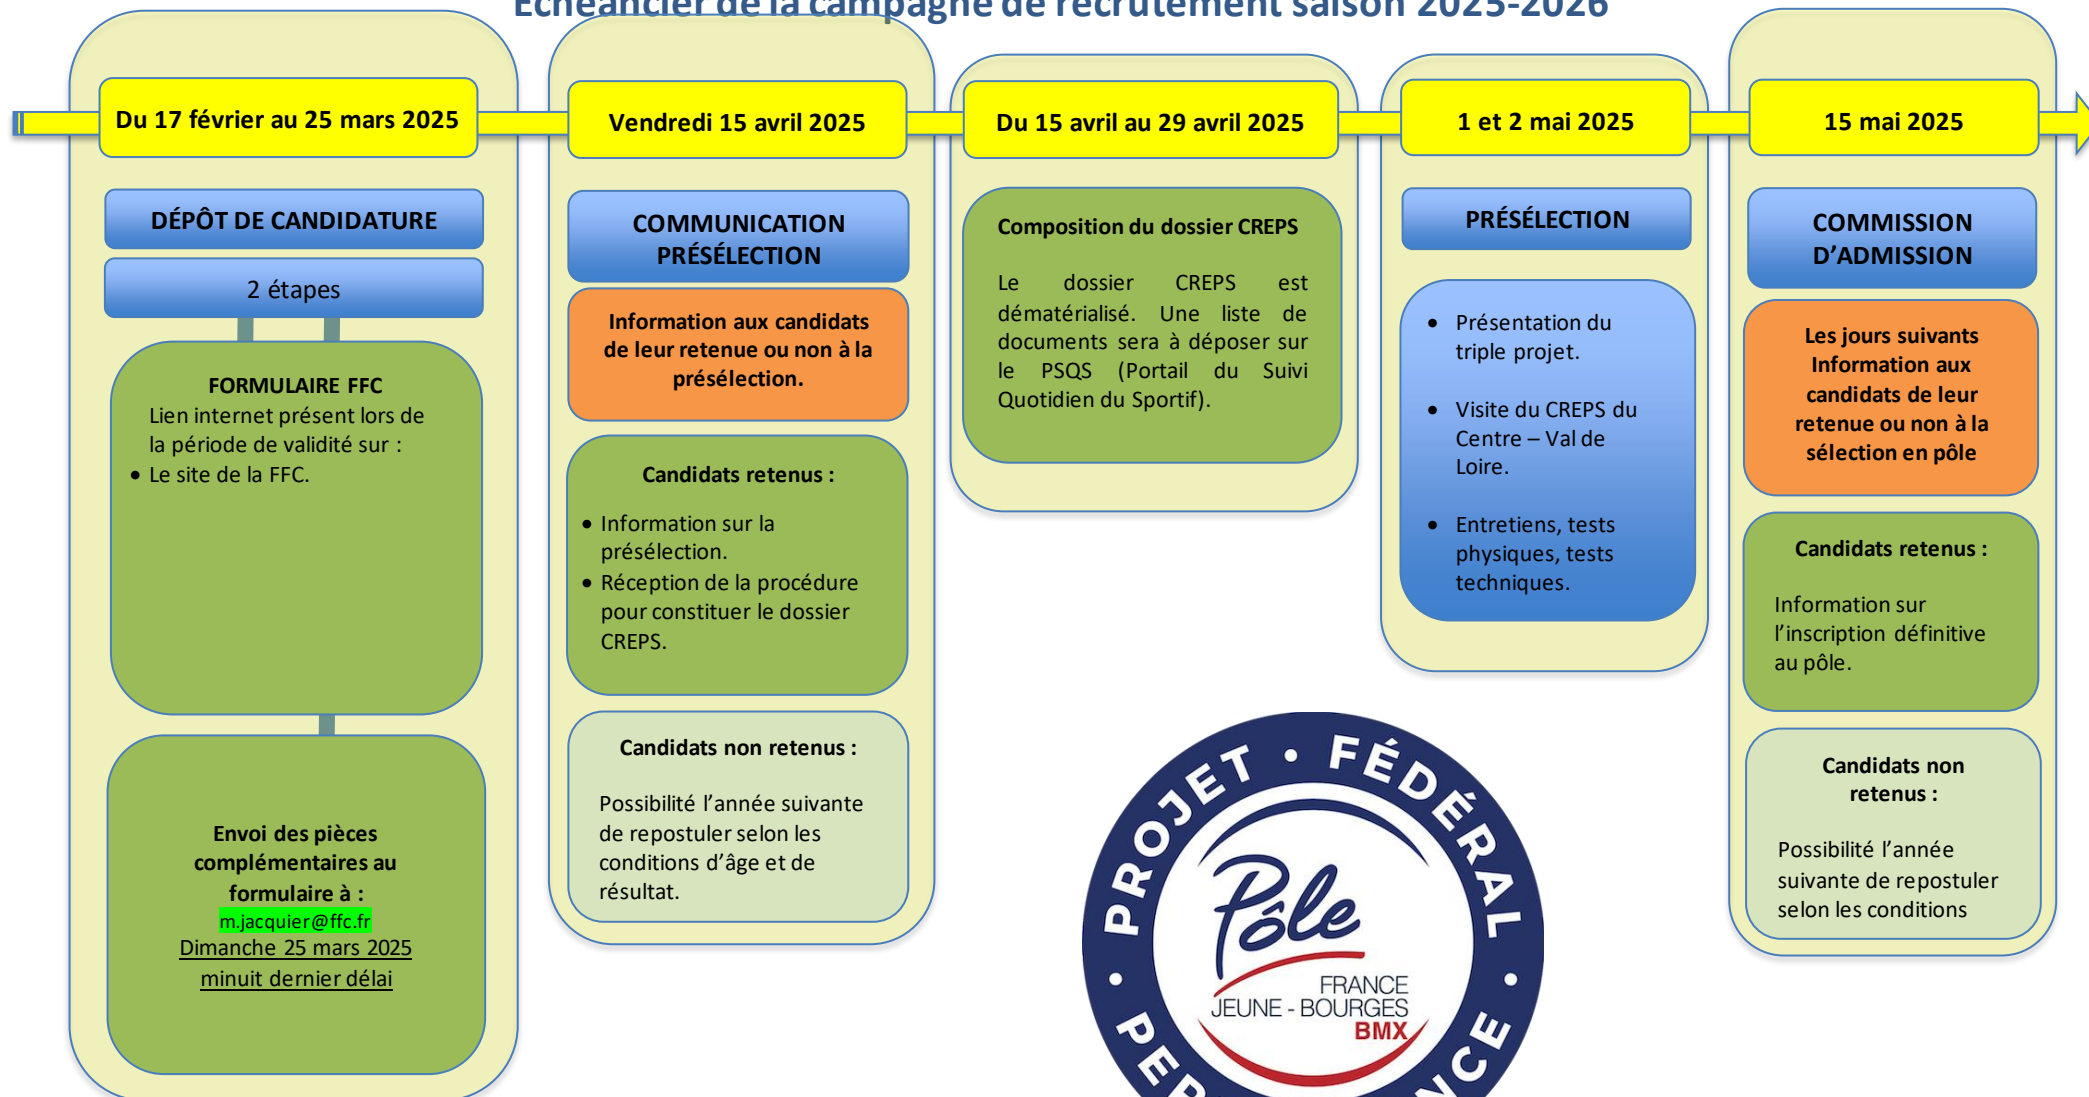 Echéancier de la campagne de recrutement saison 2025-2026
Du 17 février au 25 mars 2025
DÉPÔT DE CANDIDATURE
2 étapes
FORMULAIRE FFC
Lien internet présent lors de
la période de validité sur :
• Le site de la FFC.
Envoi des pièces
complémentaires au
formulaire à :
m.jacquier@ffc.fr
Dimanche 25 mars 2025
minuit dernier délai
Vendredi 15 avril 2025
COMMUNICATION
PRÉSÉLECTION
Information aux candidats
de leur retenue ou non à la
présélection.
Candidats retenus :
• Information sur la
présélection.
• Réception de la procédure
pour constituer le dossier
CREPS.
Candidats non retenus :
Possibilité l’année suivante
de repostuler selon les
conditions d’âge et de
résultat.
Du 15 avril au 29 avril 2025
Composition du dossier CREPS
Le dossier CREPS est
dématérialisé. Une liste de
documents sera à déposer sur
le PSQS (Portail du Suivi
Quotidien du Sportif).
1 et 2 mai 2025
PRÉSÉLECTION
• Présentation du
triple projet.
• Visite du CREPS du
Centre – Val de
Loire.
• Entretiens, tests
physiques, tests
techniques.
15 mai 2025
COMMISSION
D’ADMISSION
Les jours suivants
Information aux
candidats de leur
retenue ou non à la
sélection en pôle
Candidats retenus :
Information sur
l’inscription définitive
au pôle.
Candidats non
retenus :
Possibilité l’année
suivante de repostuler
selon les conditions
PROJET • FÉDÉRAL •
Pôle
FRANCE
JEUNE - BOURGES
BMX